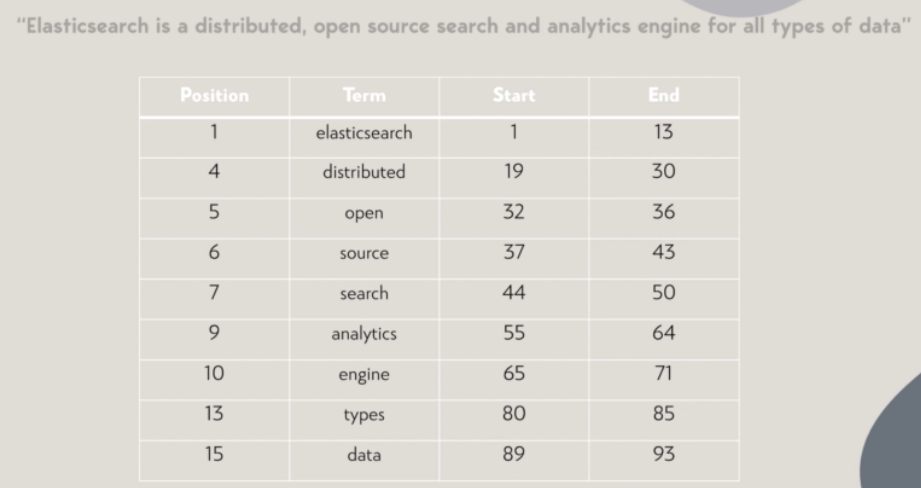 “Elasticsearch is a distributed, open source search and analytics engine for all types of data”
Position Term Start End
1 elasticsearch 1 13
4 distributed 19 30
5 open 32 36
6 source 37 43
7 search 44 50
9 analytics 55 64
10 engine 65 71
13 types 80 85
15 data 89 93